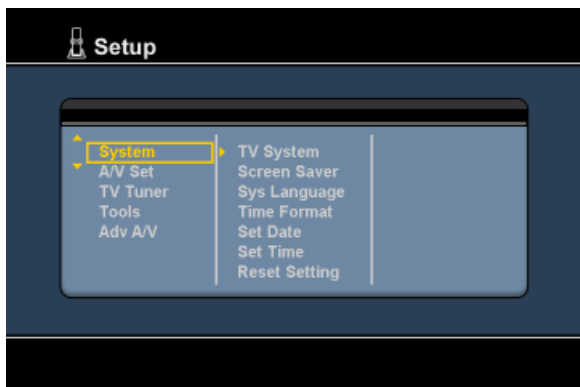 Setup
System
A/V Set
TV Tuner
Tools
Adv A/V
TV System
Screen Saver
Sys Language
Time Format
Set Date
Set Time
Reset Setting